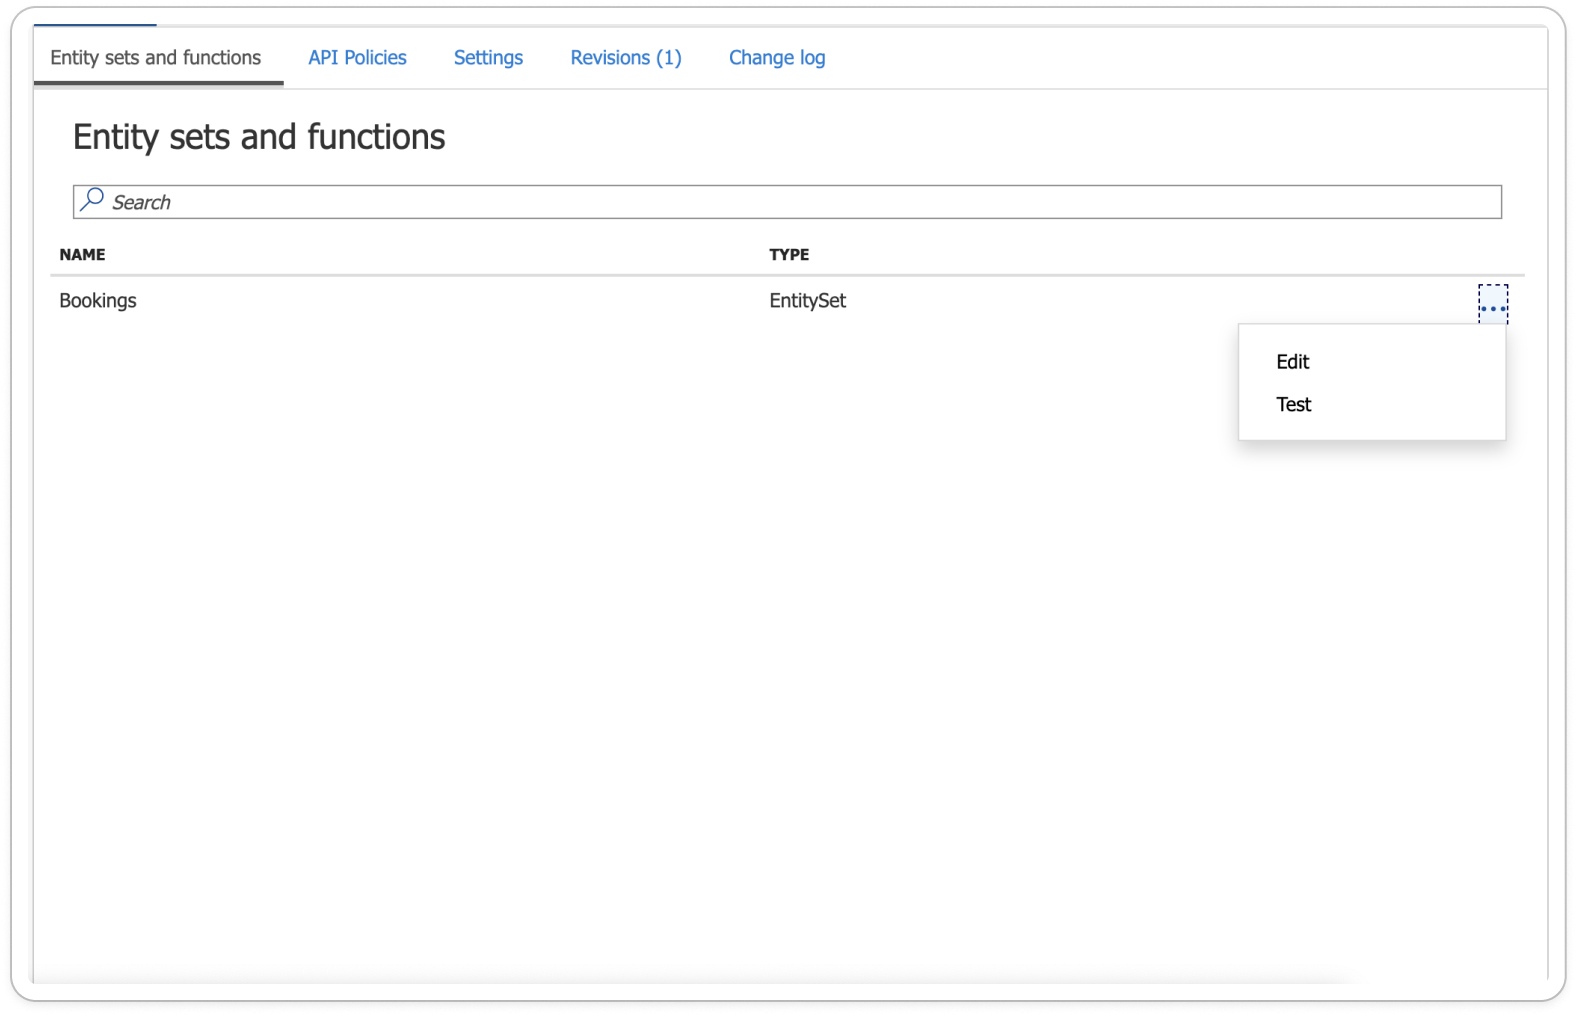 Entity sets and functions API Policies Settings Revisions (1) Change log
Entity sets and functions
Search
NAME TYPE
Bookings EntitySet
Edit
Test